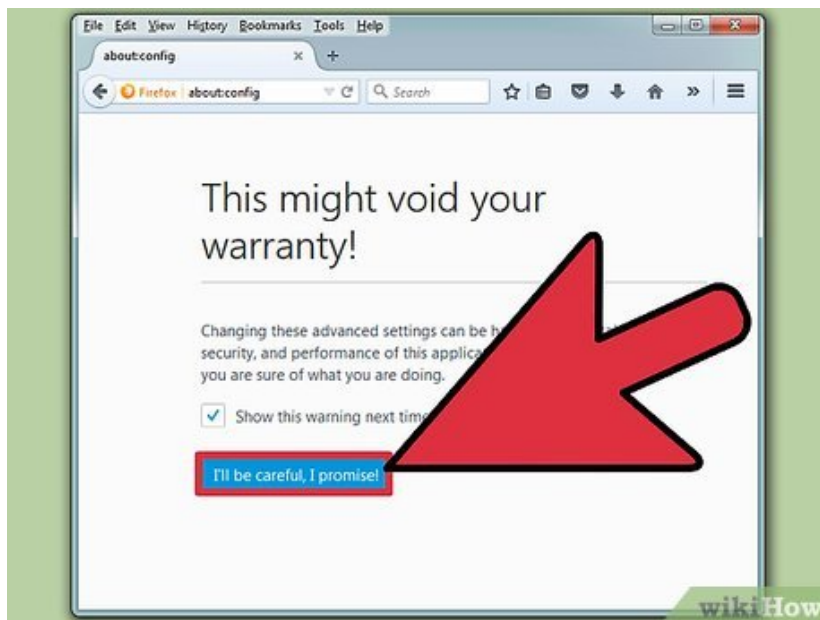 File Edit View History Bookmarks Tools Help
about:config × +
Firefox about:config Search
This might void your
warranty!
Changing these advanced settings can be
security, and performance of this
you are sure of what you are doing.
Show this warning next time
I'll be careful, I promise!
wikiHow